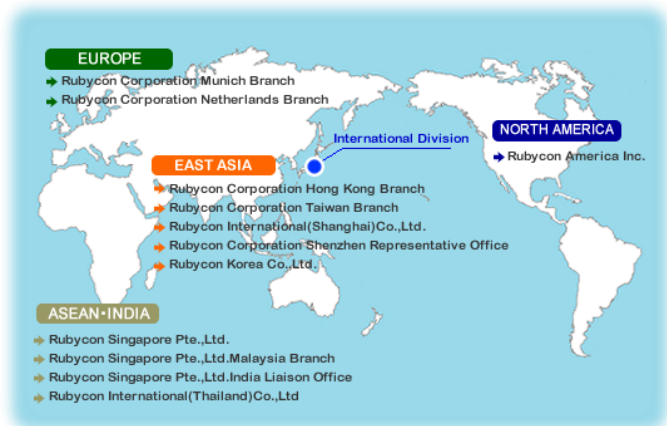 EUROPE
Rubycon Corporation Munich Branch
Rubycon Corporation Netherlands Branch
International Division
NORTH AMERICA
Rubycon America Inc.
EAST ASIA
Rubycon Corporation Hong Kong Branch
Rubycon Corporation Taiwan Branch
Rubycon International(Shanghai)Co.,Ltd.
Rubycon Corporation Shenzhen Representative Office
Rubycon Korea Co.,Ltd.
ASEAN・INDIA
Rubycon Singapore Pte.,Ltd.
Rubycon Singapore Pte.,Ltd.Malaysia Branch
Rubycon Singapore Pte.,Ltd.India Liaison Office
Rubycon International(Thailand)Co.,Ltd